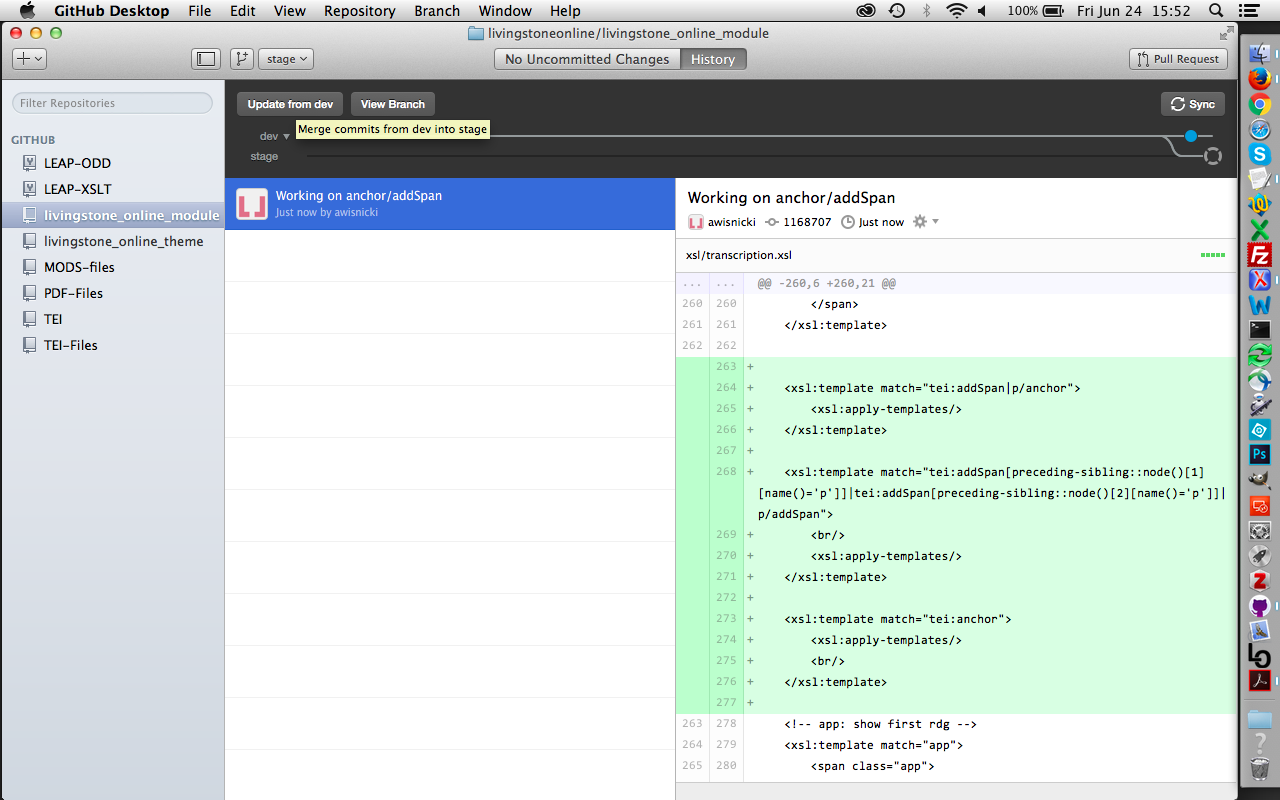 GitHub Desktop File Edit View Repository Branch Window Help 100% Fri Jun 24 15:52
livingstoneonline/livingstone_online_module
stage No Uncommitted Changes History Pull Request
Filter Repositories
GITHUB
LEAP-ODD
LEAP-XSLT
livingstone_online_module
livingstone_online_theme
MODS-files
PDF-Files
TEI
TEI-Files
Update from dev View Branch Sync
Merge commits from dev into stage
dev
stage
Working on anchor/addSpan
Just now by awisnicki
Working on anchor/addSpan
awisnicki 1168707 Just now
xsl/transcription.xsl
... ... @@ -260,6 +260,21 @@
260 260 </span>
261 261 </xsl:template>
262 262
263 +
264 + <xsl:template match="tei:addSpan|p/anchor">
265 + <xsl:apply-templates/>
266 + </xsl:template>
267 +
268 + <xsl:template match="tei:addSpan[preceding-sibling::node()[1]
[name()='p']]|tei:addSpan[preceding-sibling::node()[2][name()='p']]|
p/addSpan">
269 + <br/>
270 + <xsl:apply-templates/>
271 + </xsl:template>
272 +
273 + <xsl:template match="tei:anchor">
274 + <xsl:apply-templates/>
275 + <br/>
276 + </xsl:template>
277 +
263 278 <!-- app: show first rdg -->
264 279 <xsl:template match="app">
265 280 <span class="app">
Ps